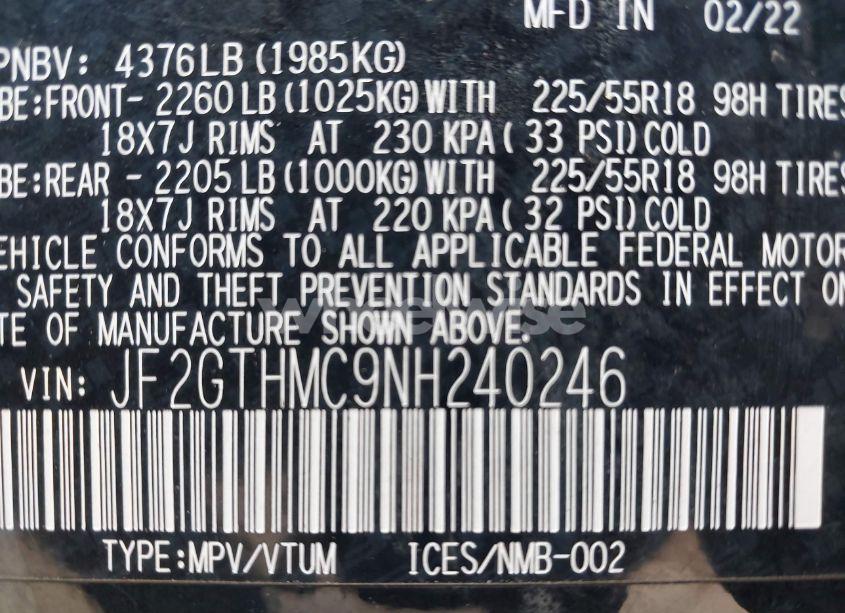 MFD IN 02/22
PNBV: 4376LB (1985KG)
BE:FRONT- 2260 LB (1025KG) WITH 225/55R18 98H TIRES
18X7J RIMS AT 230 KPA( 33 PSI) COLD
BE:REAR - 2205 LB (1000KG) WITH 225/55R18 98H TIRES
18X7J RIMS AT 220 KPA( 32 PSI) COLD
EHICLE CONFORMS TO ALL APPLICABLE FEDERAL MOTOR
SAFETY AND THEFT PREVENTION STANDARDS IN EFFECT ON
TE OF MANUFACTURE SHOWN ABOVE.
VIN: JF2GTHMC9NH240246
TYPE:MPV/VTUM ICES/NMB-002